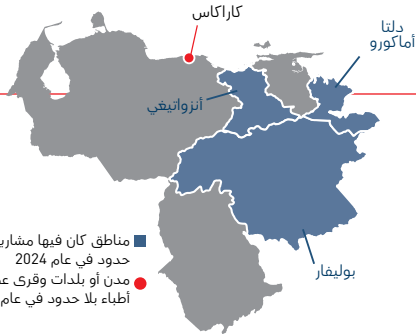 كاراكاس
دلتا
أماكورو
أنزواتيغي
بوليفار
مناطق كان فيها
حدود في عام 2024
مدن أو بلدات وقرى
أطباء بلا حدود في عام